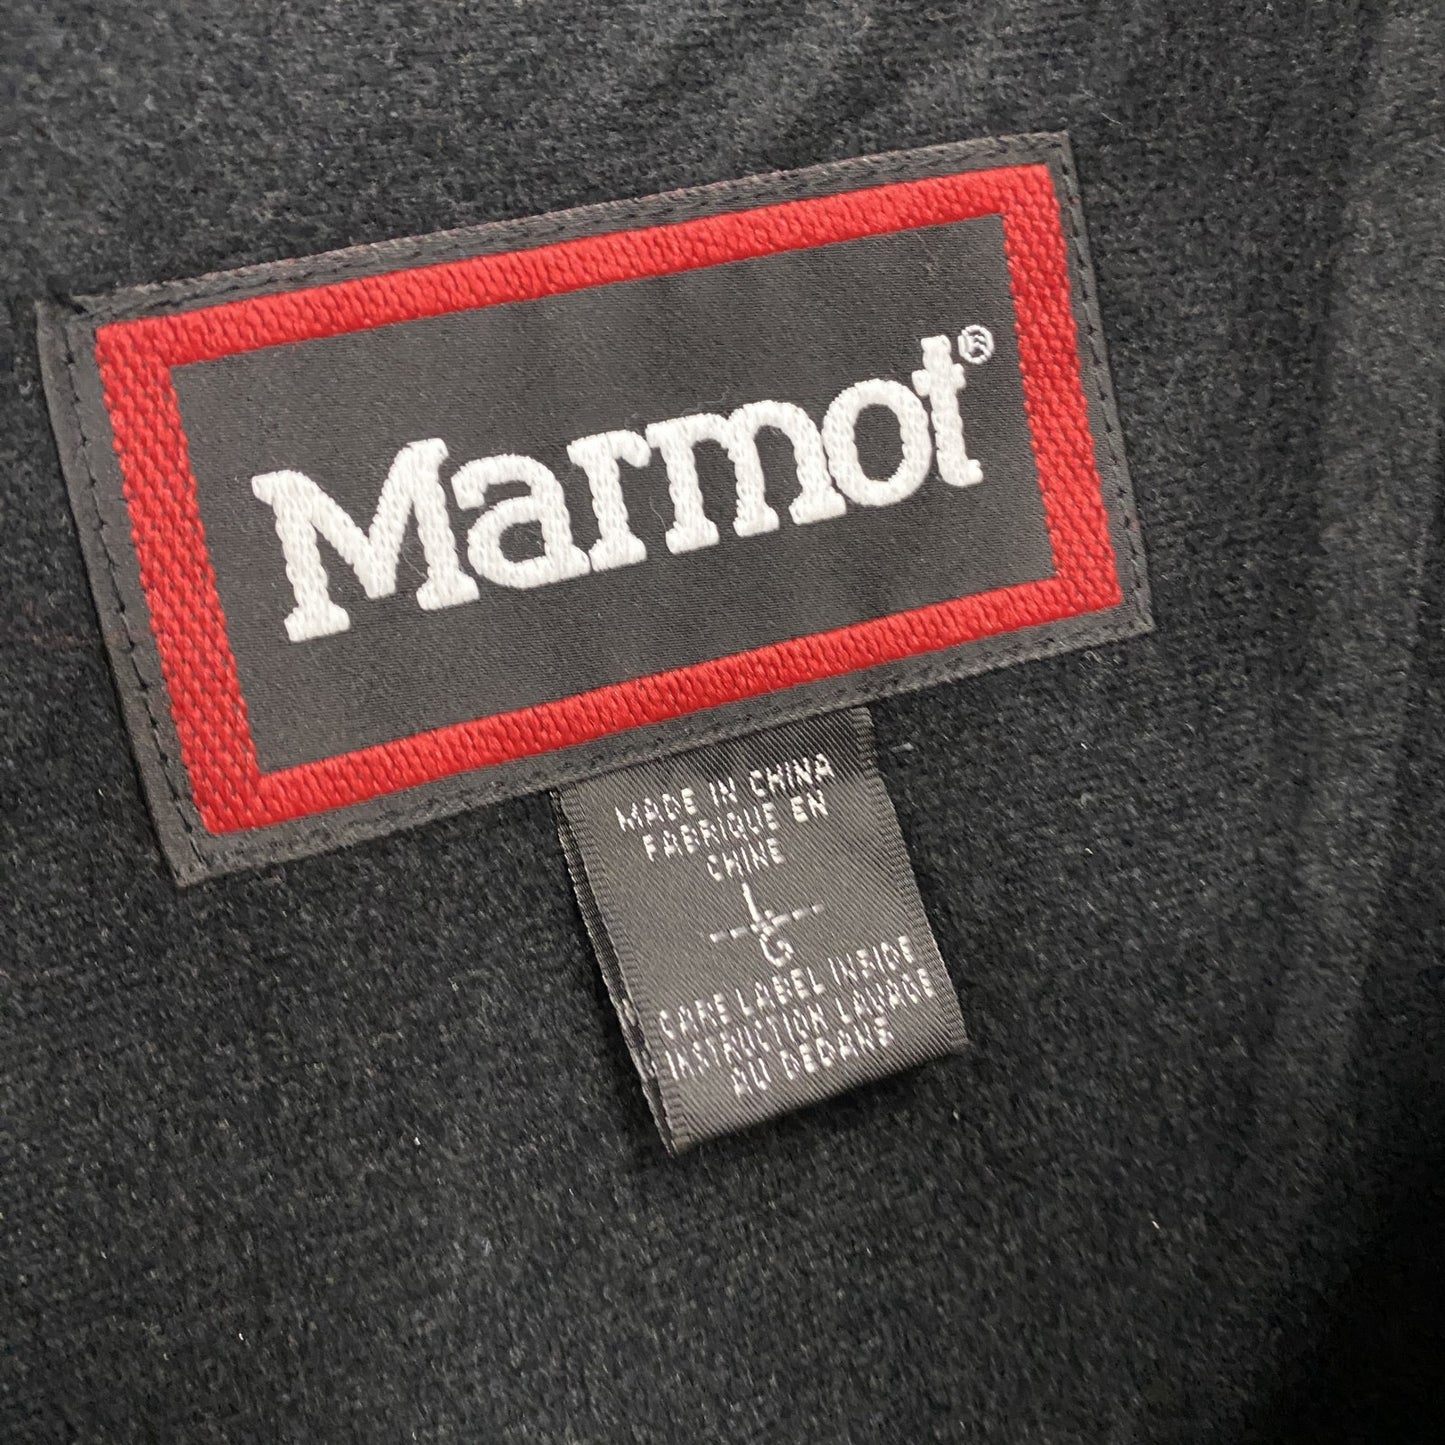 Marmot®
MADE IN CHINA
FABRIQUE EN
CHINE
L
G
CARE LABEL INSIDE
INSTRUCTION LAVAGE
AU DEDANS